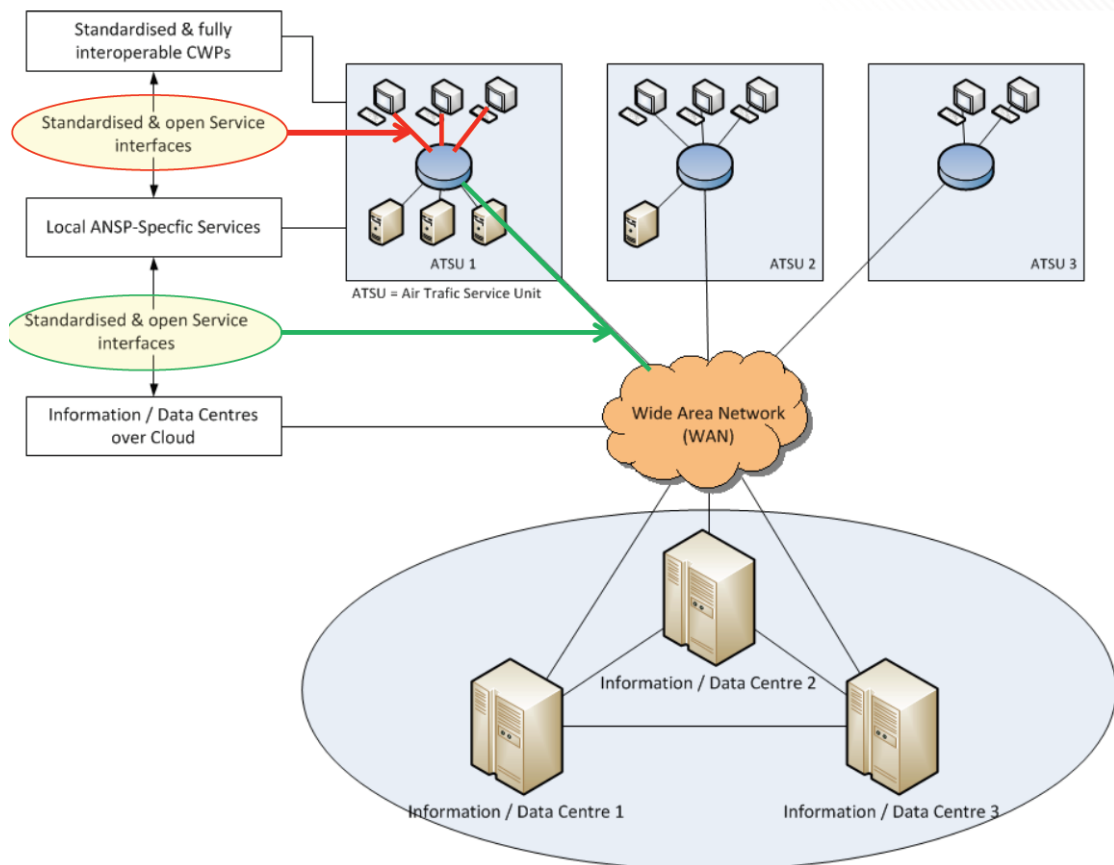 Standardised & fully
interoperable CWPs
Standardised & open Service
interfaces
Local ANSP-Specfic Services
Standardised & open Service
interfaces
Information / Data Centres
over Cloud
ATSU 1
ATSU 2
ATSU 3
ATSU = Air Trafic Service Unit
Wide Area Network
(WAN)
Information / Data Centre 2
Information / Data Centre 1
Information / Data Centre 3